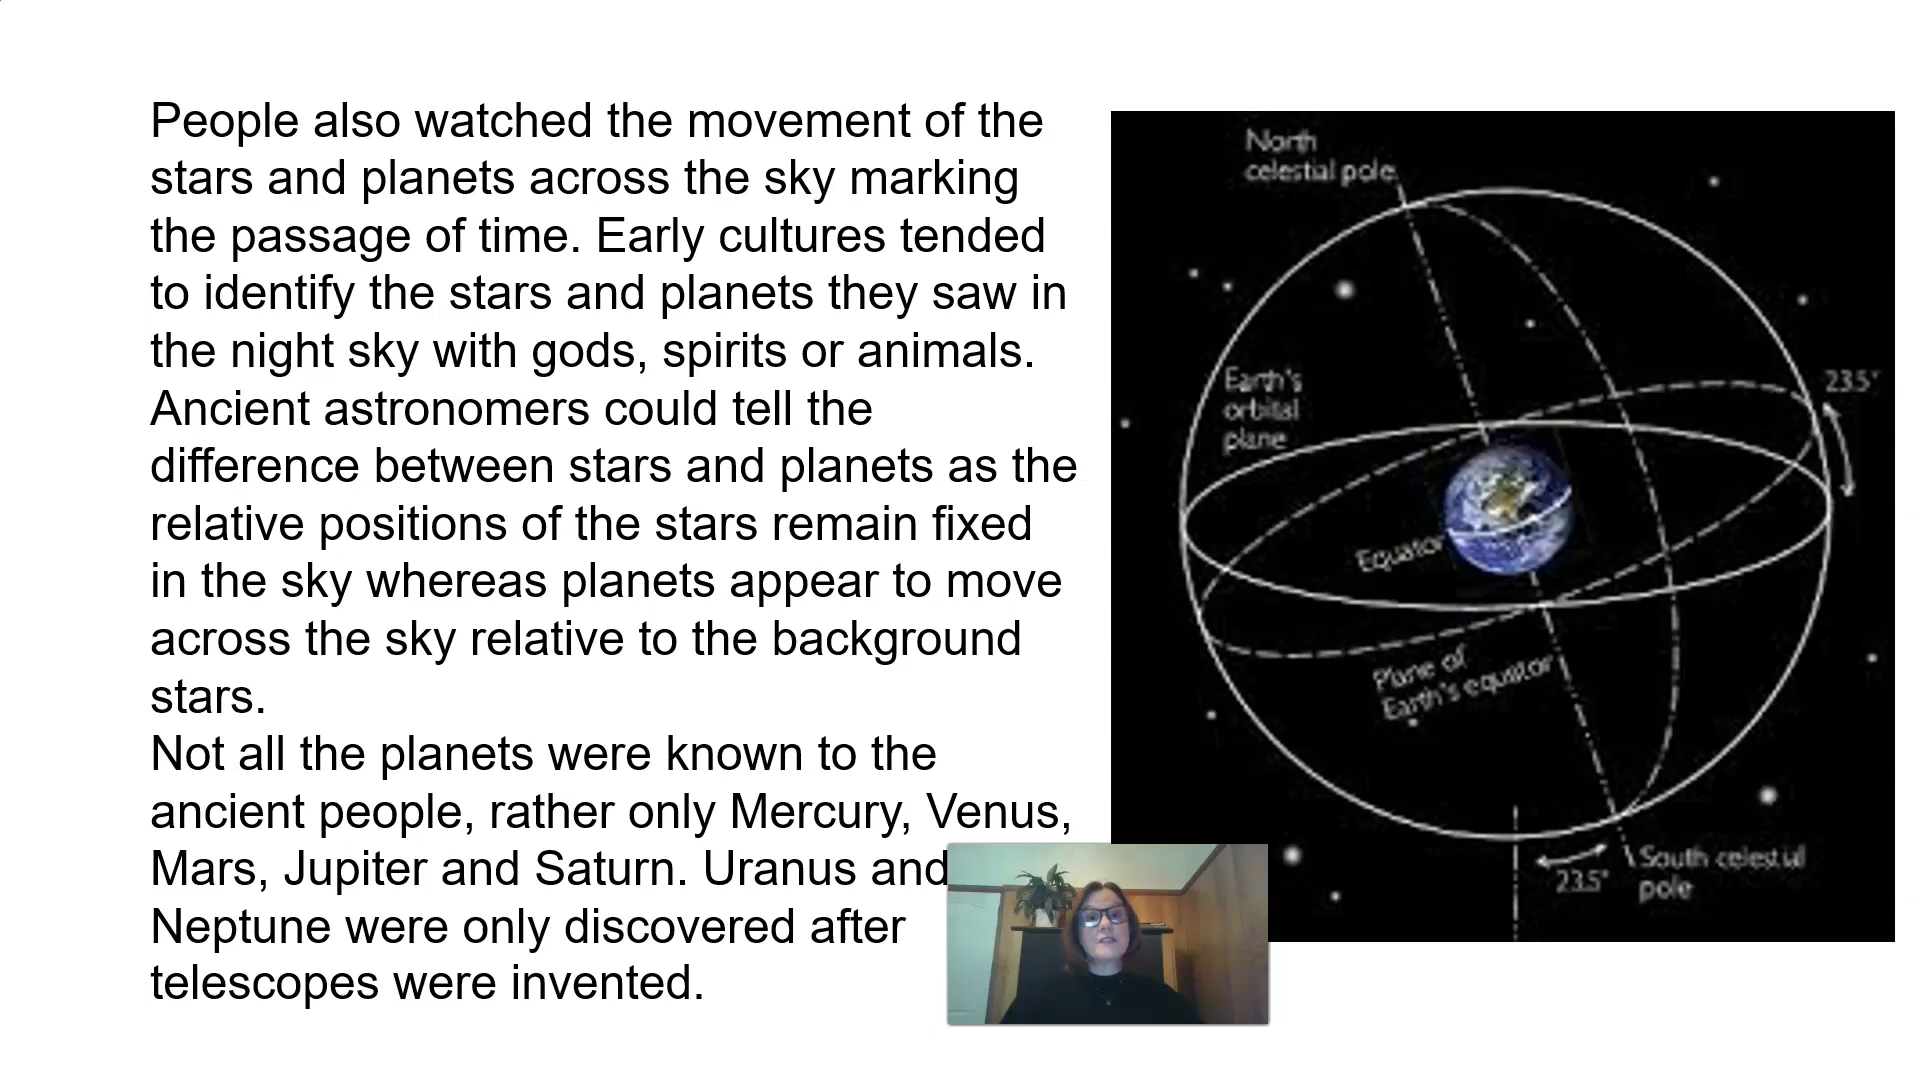 People also watched the movement of the
stars and planets across the sky marking
the passage of time. Early cultures tended
to identify the stars and planets they saw in
the night sky with gods, spirits or animals.
Ancient astronomers could tell the
difference between stars and planets as the
relative positions of the stars remain fixed
in the sky whereas planets appear to move
across the sky relative to the background
stars.
Not all the planets were known to the
ancient people, rather only Mercury, Venus,
Mars, Jupiter and Saturn. Uranus and
Neptune were only discovered after
telescopes were invented.
North
celestial pole
Earth's
orbital
plane
23.5°
Equator
Plane of
Earth's equator
23.5°
South celestial
pole